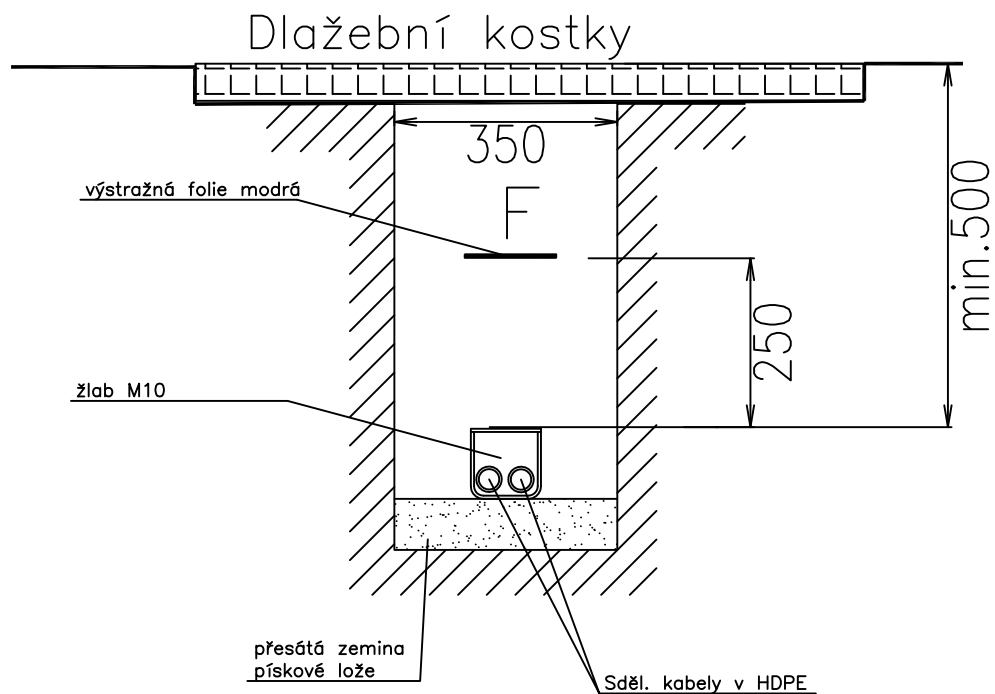 Dlažební kostky
350
výstražná folie modrá
F
min.500
250
žlab M10
přesátá zemina
pískové lože
Sděl. kabely v HDPE